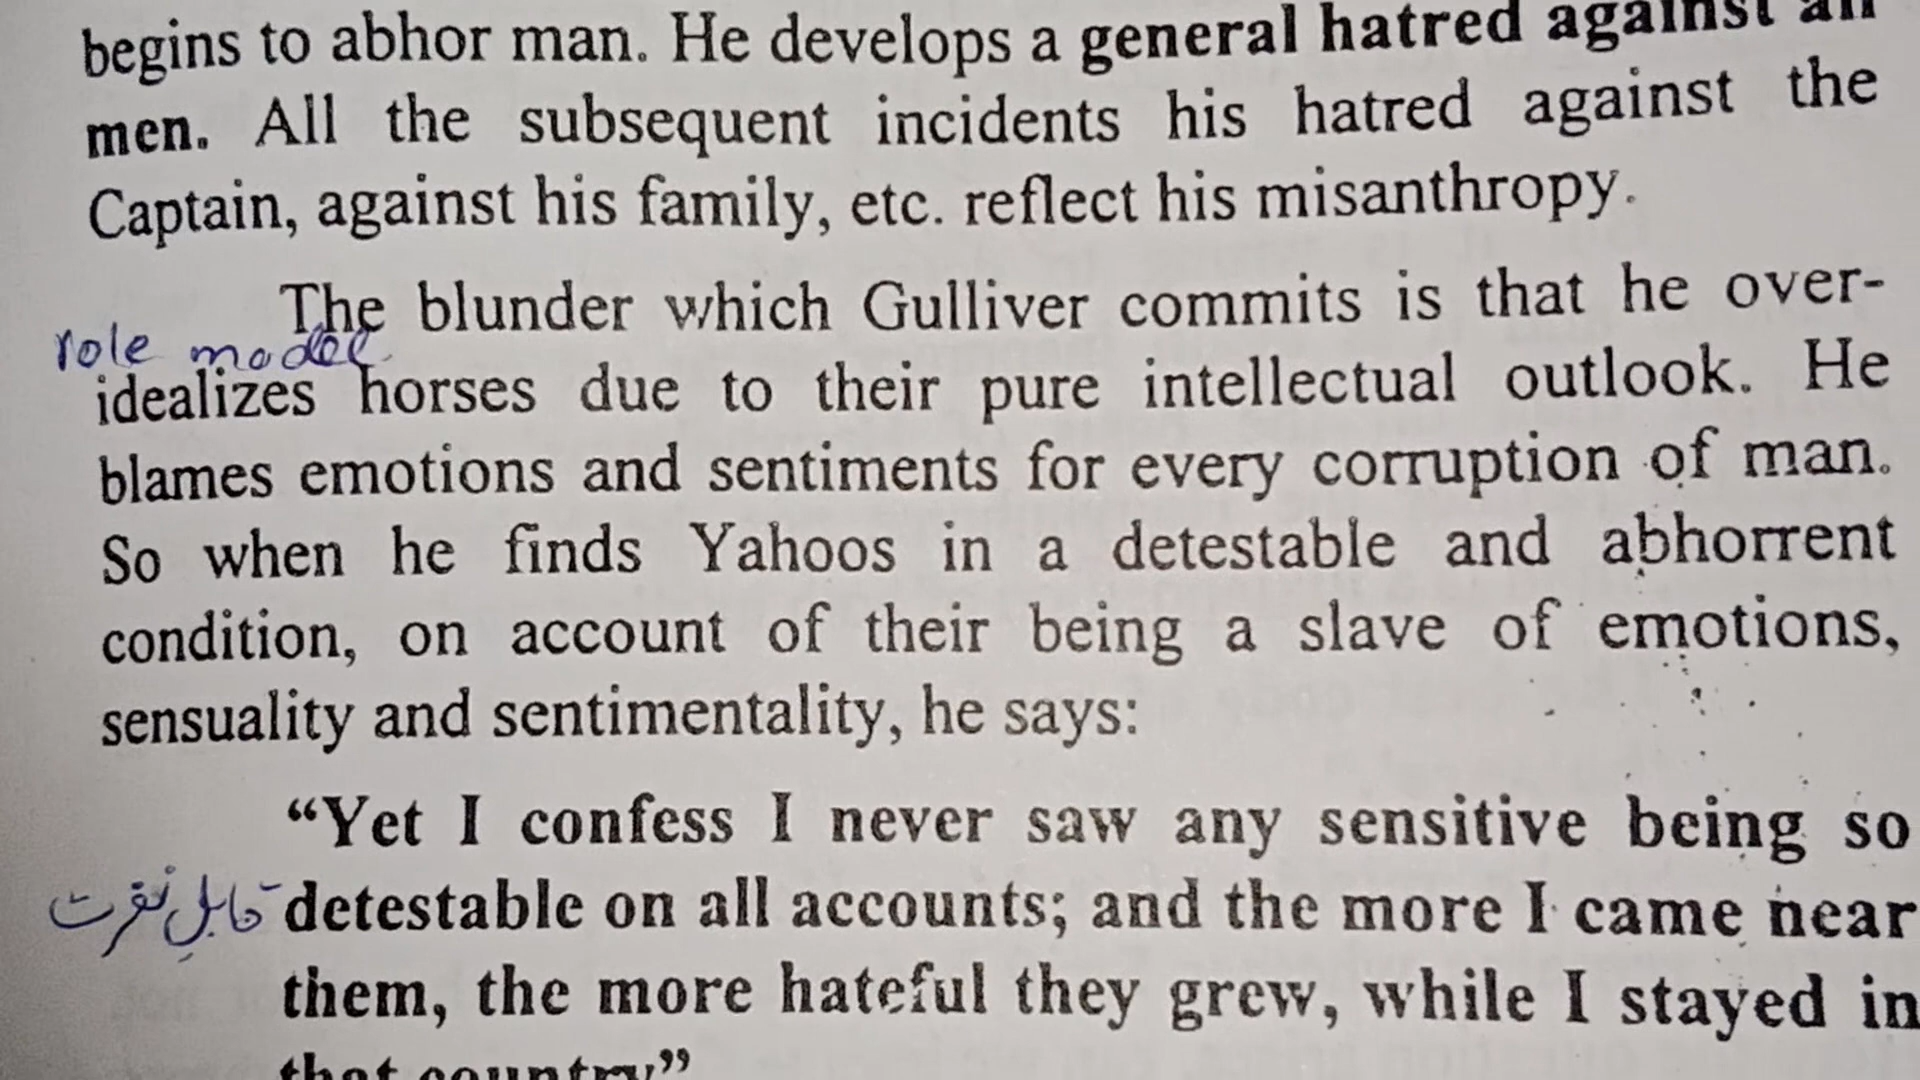 begins to abhor man. He develops a general hatred against all
men. All the subsequent incidents his hatred against the
Captain, against his family, etc. reflect his misanthropy.
The blunder which Gulliver commits is that he over-
role model
idealizes horses due to their pure intellectual outlook. He
blames emotions and sentiments for every corruption of man.
So when he finds Yahoos in a detestable and abhorrent
condition, on account of their being a slave of emotions,
sensuality and sentimentality, he says:
“Yet I confess I never saw any sensitive being so
قابلِ نفرت
detestable on all accounts; and the more I came near
them, the more hateful they grew, while I stayed in
that country”